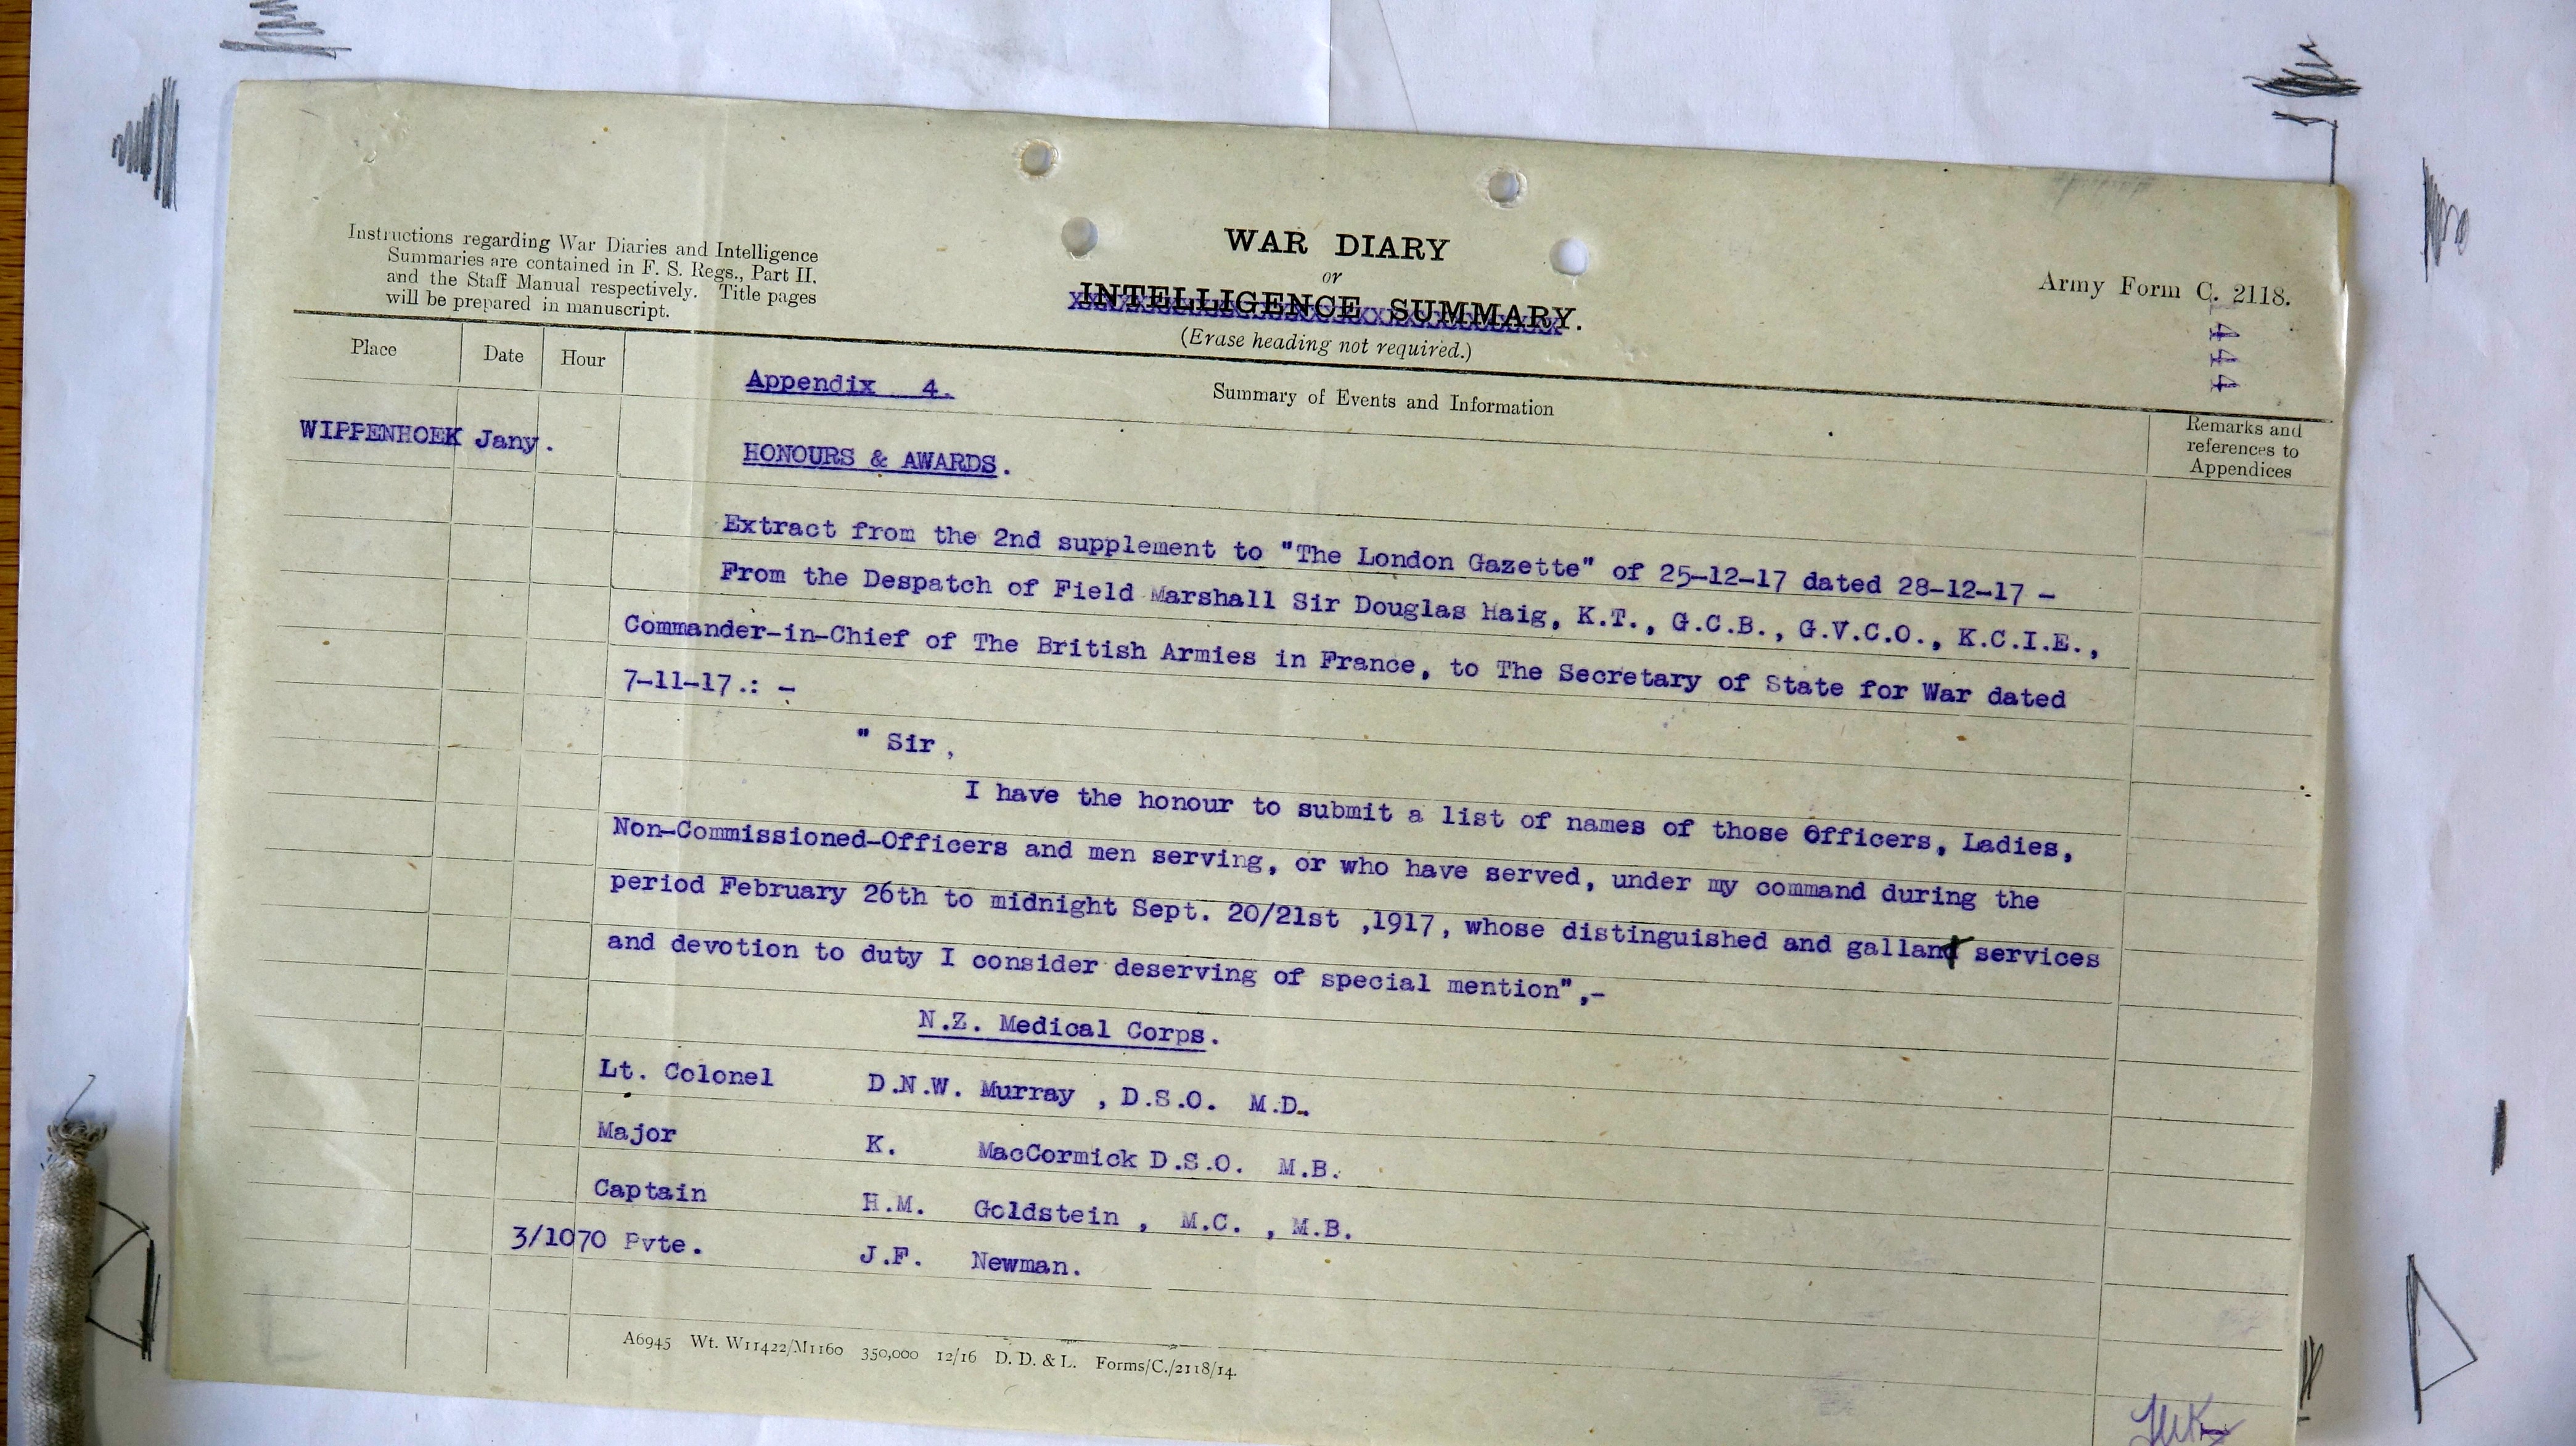 Instructions regarding War Diaries and Intelligence
Summaries are contained in F. S. Regs., Part II.
and the Staff Manual respectively. Title pages
will be prepared in manuscript.
WAR DIARY
or
INTELLIGENCE SUMMARY.
(Erase heading not required.)
Army Form C. 2118.
444
Place
Date
Hour
Appendix 4.
Summary of Events and Information
Remarks and
references to
Appendices
WIPPENHOEK Jany.
HONOURS & AWARDS.
Extract from the 2nd supplement to "The London Gazette" of 25-12-17 dated 28-12-17 -
From the Despatch of Field Marshall Sir Douglas Haig, K.T., G.C.B., G.V.C.O., K.C.I.E.,
Commander-in-Chief of The British Armies in France, to The Secretary of State for War dated
7-11-17.: -
" Sir,
I have the honour to submit a list of names of those Officers, Ladies,
Non-Commissioned-Officers and men serving, or who have served, under my command during the
period February 26th to midnight Sept. 20/21st ,1917, whose distinguished and gallant services
and devotion to duty I consider deserving of special mention",-
N.Z. Medical Corps.
Lt. Colonel D.N.W. Murray , D.S.O. M.D.
Major K. MacCormick D.S.O. M.B.
Captain H.M. Goldstein , M.C. , M.B.
3/1070 Pvte. J.F. Newman.
A6945 Wt. W11422/M1160 350,000 12/16 D. D. & L. Forms/C./2118/14.